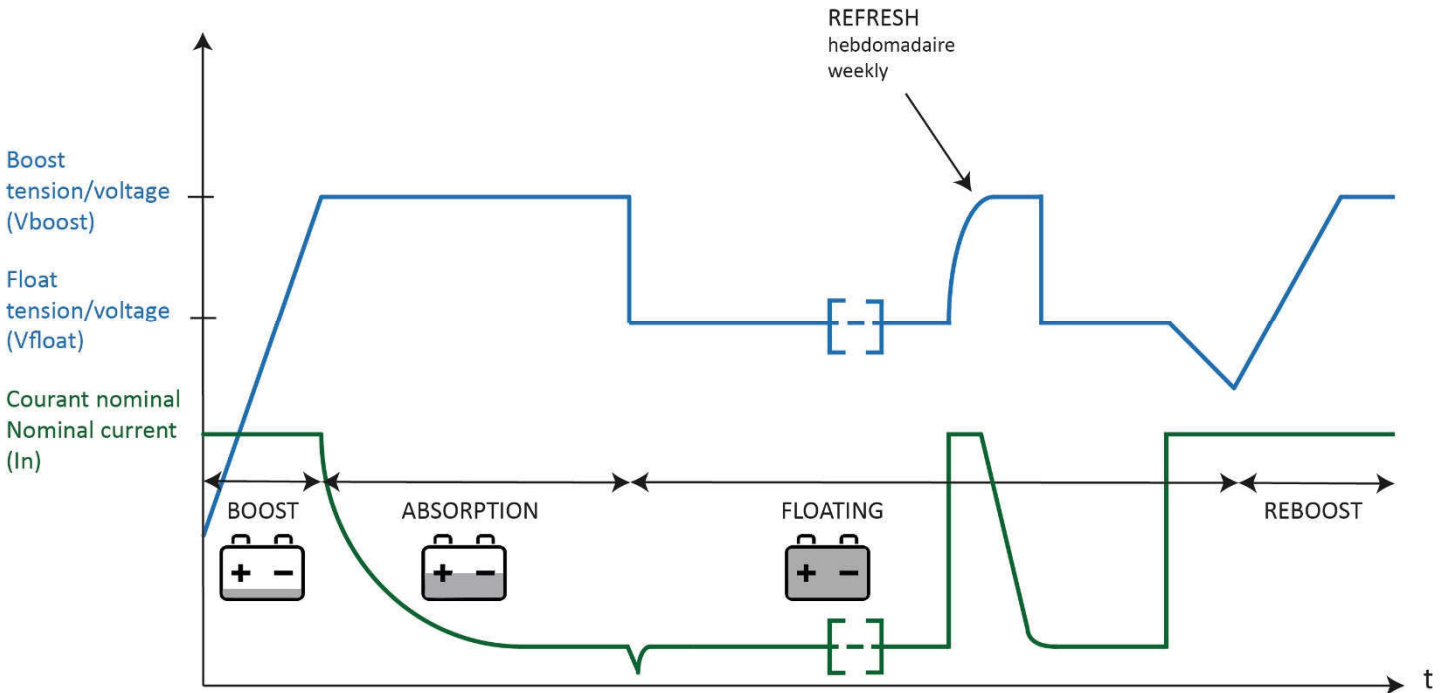 REFRESH
hebdomadaire
weekly
Boost
tension/voltage
(Vboost)
Float
tension/voltage
(Vfloat)
Courant nominal
Nominal current
(In)
BOOST
ABSORPTION
FLOATING
REBOOST
+ −
+ −
+ −
t